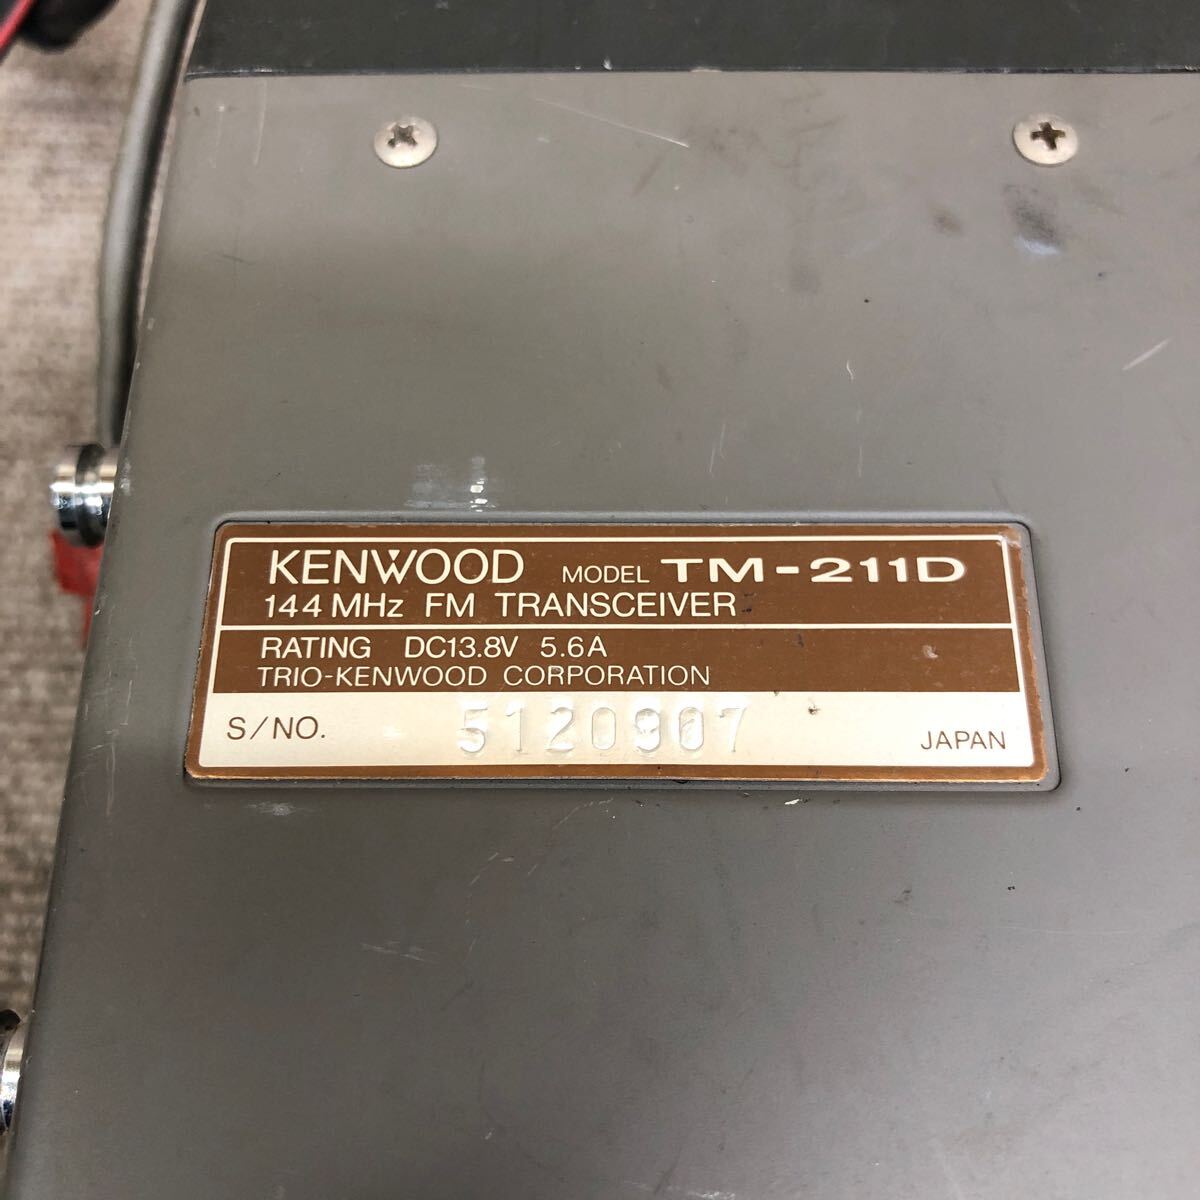 KENWOOD MODEL TM-211D
144 MHz FM TRANSCEIVER
RATING DC13.8V 5.6A
TRIO-KENWOOD CORPORATION
S/NO. 5120907 JAPAN